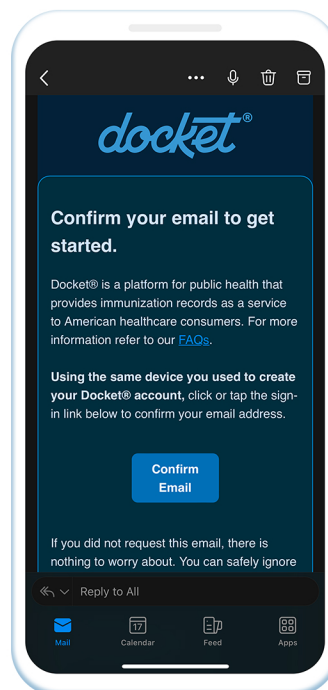 docket®
Confirm your email to get
started.
Docket® is a platform for public health that
provides immunization records as a service
to American healthcare consumers. For more
information refer to our FAQs.
Using the same device you used to create
your Docket® account, click or tap the sign-
in link below to confirm your email address.
Confirm
Email
If you did not request this email, there is
nothing to worry about. You can safely ignore
Reply to All
17
Mail Calendar Feed Apps